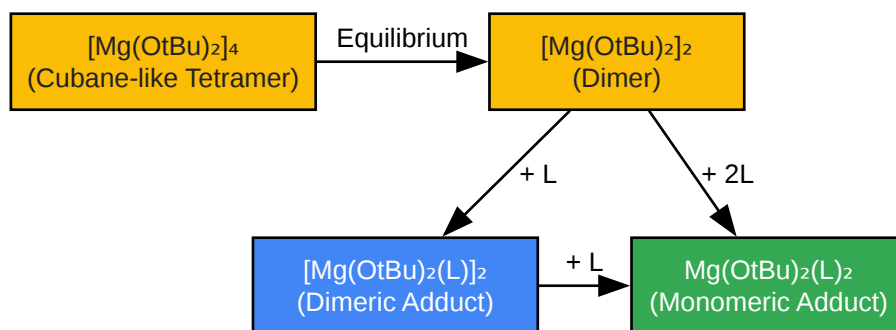 [Mg(OtBu)₂]₄
(Cubane-like Tetramer)
Equilibrium
[Mg(OtBu)₂]₂
(Dimer)
+ L
+ 2L
[Mg(OtBu)₂(L)]₂
(Dimeric Adduct)
+ L
Mg(OtBu)₂(L)₂
(Monomeric Adduct)